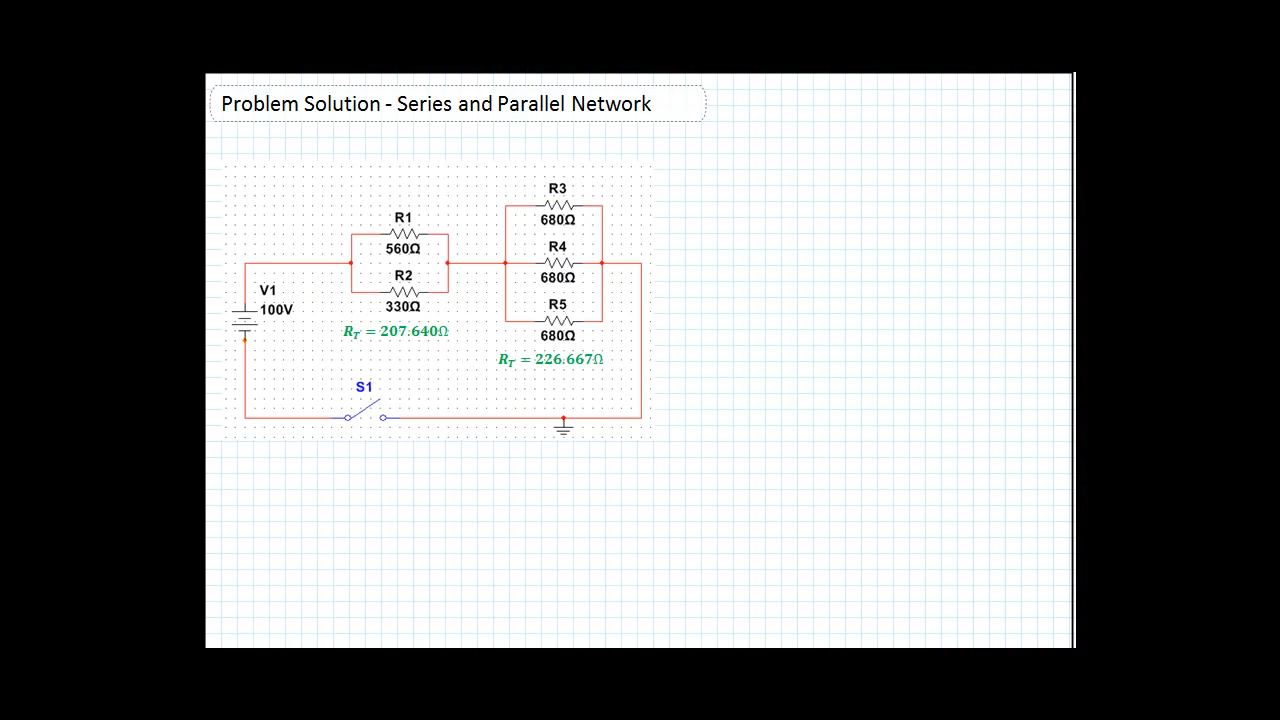 Problem Solution - Series and Parallel Network
R3
680Ω
R1
560Ω
R4
680Ω
R2
330Ω
V1
100V
R5
680Ω
R_T = 207.640Ω
R_T = 226.667Ω
S1